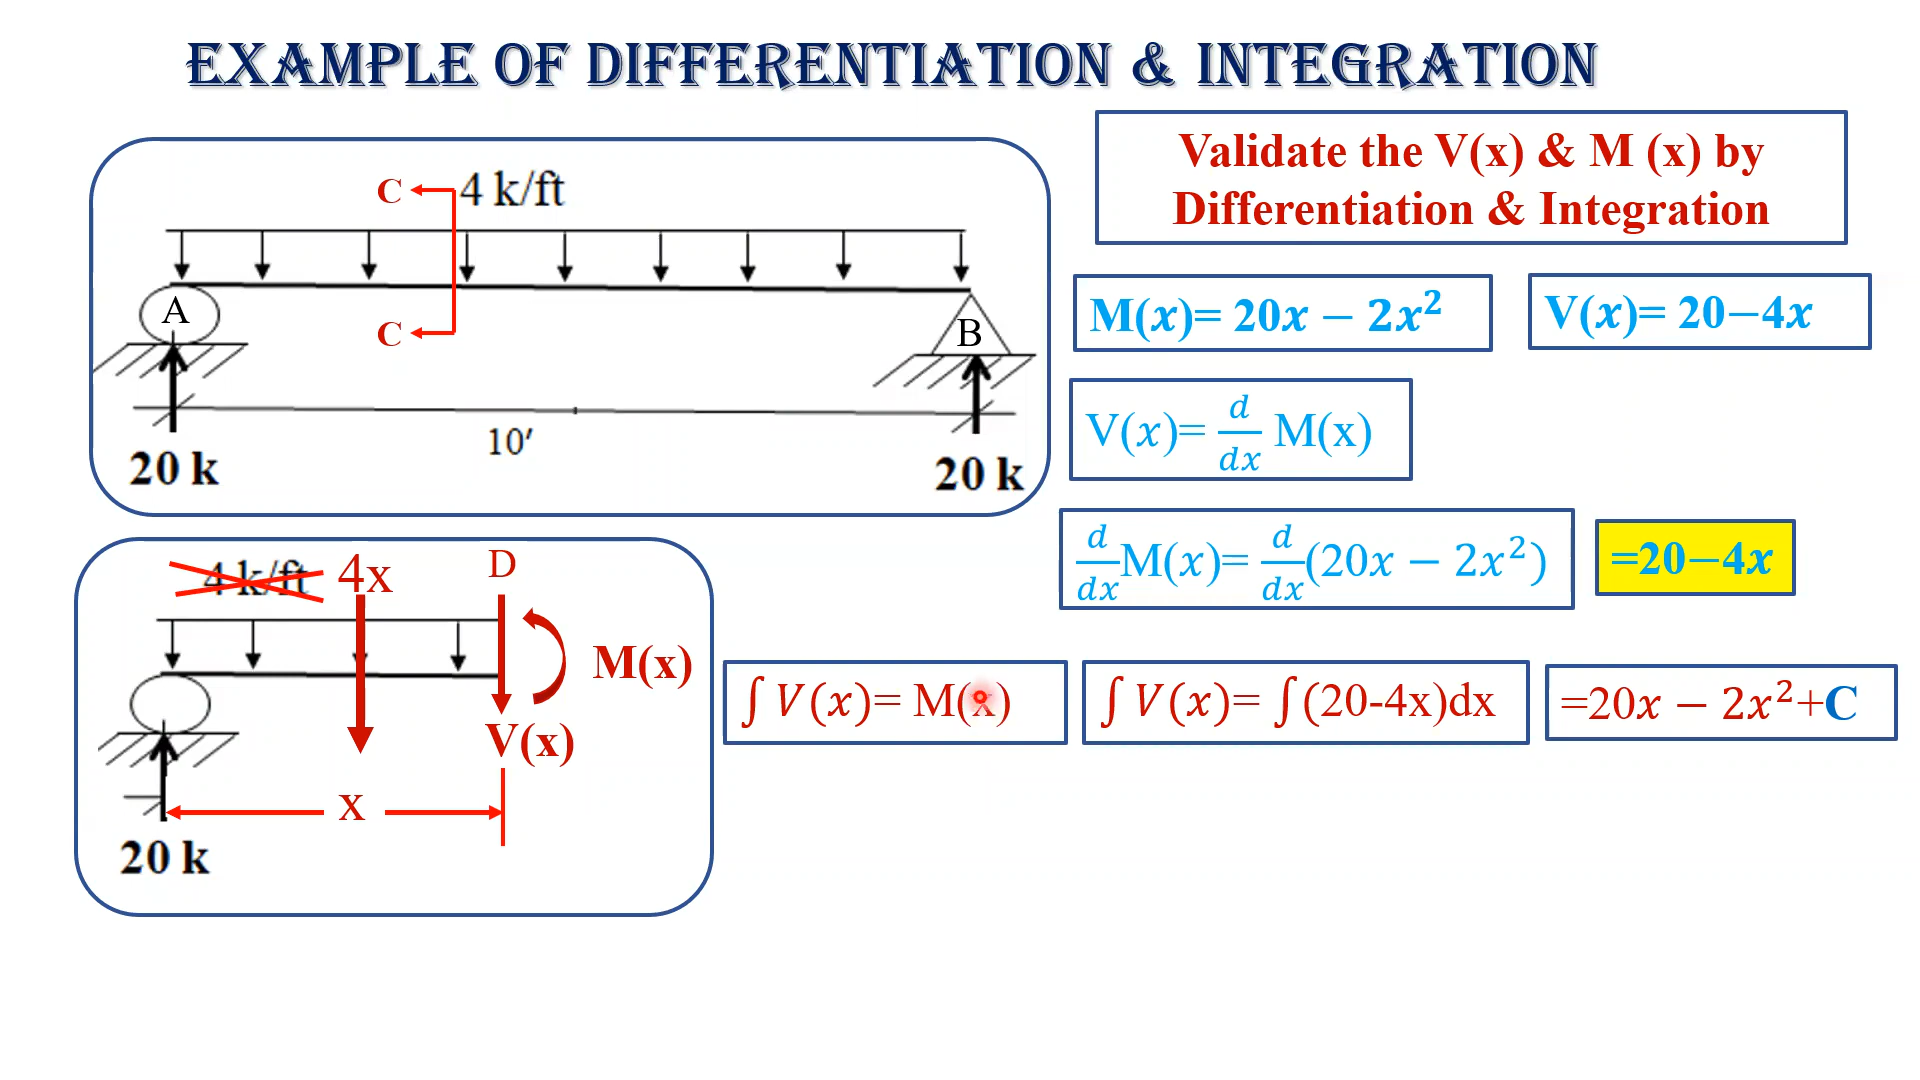 EXAMPLE OF DIFFERENTIATION & INTEGRATION
Validate the V(x) & M (x) by
Differentiation & Integration
C
4 k/ft
A
C
B
10′
20 k
20 k
M(x)= 20x − 2x²
V(x)= 20−4x
V(x)= d/dx M(x)
d/dx M(x)= d/dx (20x − 2x²)
=20−4x
4 k/ft
4x
D
M(x)
V(x)
x
20 k
∫ V(x)= M(x)
∫ V(x)= ∫(20-4x)dx
=20x − 2x²+C